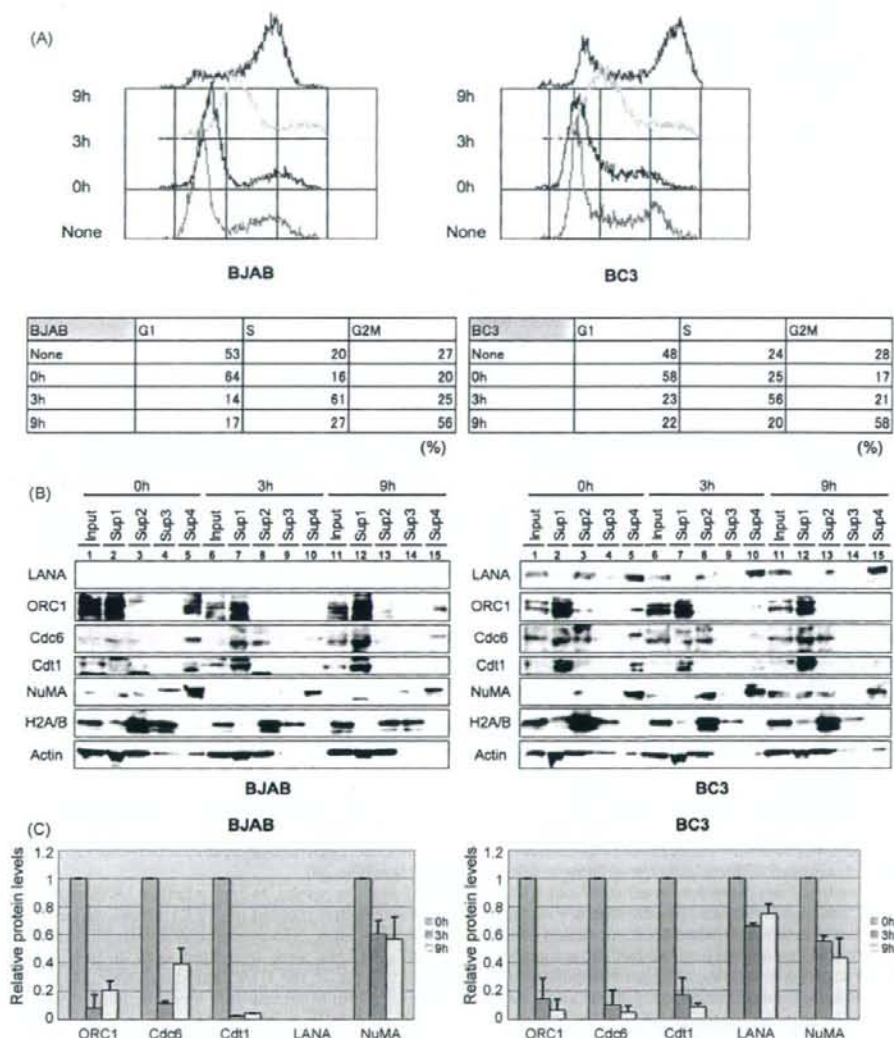 (A)
9h
3h
0h
None
BJAB
9h
3h
0h
None
BC3
BJAB G1 S G2M
None 53 20 27
0h 64 16 20
3h 14 61 25
9h 17 27 56
(%)
BC3 G1 S G2M
None 48 24 28
0h 58 25 17
3h 23 56 21
9h 22 20 58
(%)
(B)
0h 3h 9h
Input Sup1 Sup2 Sup3 Sup4 Input Sup1 Sup2 Sup3 Sup4 Input Sup1 Sup2 Sup3 Sup4
1 2 3 4 5 6 7 8 9 10 11 12 13 14 15
LANA
ORC1
Cdc6
Cdt1
NuMA
H2A/B
Actin
BJAB
0h 3h 9h
Input Sup1 Sup2 Sup3 Sup4 Input Sup1 Sup2 Sup3 Sup4 Input Sup1 Sup2 Sup3 Sup4
1 2 3 4 5 6 7 8 9 10 11 12 13 14 15
LANA
ORC1
Cdc6
Cdt1
NuMA
H2A/B
Actin
BC3
(C)
BJAB
Relative protein levels
1.2
1
0.8
0.6
0.4
0.2
0
ORC1 Cdc6 Cdt1 LANA NuMA
0h
3h
9h
BC3
Relative protein levels
1.2
1
0.8
0.6
0.4
0.2
0
ORC1 Cdc6 Cdt1 LANA NuMA
0h
3h
9h